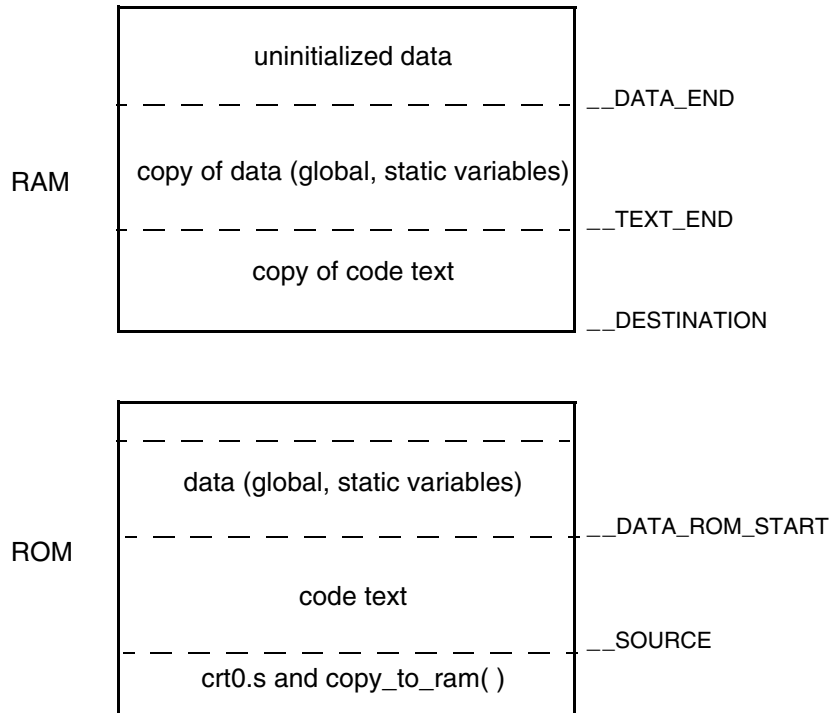 uninitialized data
__DATA_END
RAM
copy of data (global, static variables)
__TEXT_END
copy of code text
__DESTINATION
data (global, static variables)
__DATA_ROM_START
ROM
code text
__SOURCE
crt0.s and copy_to_ram( )